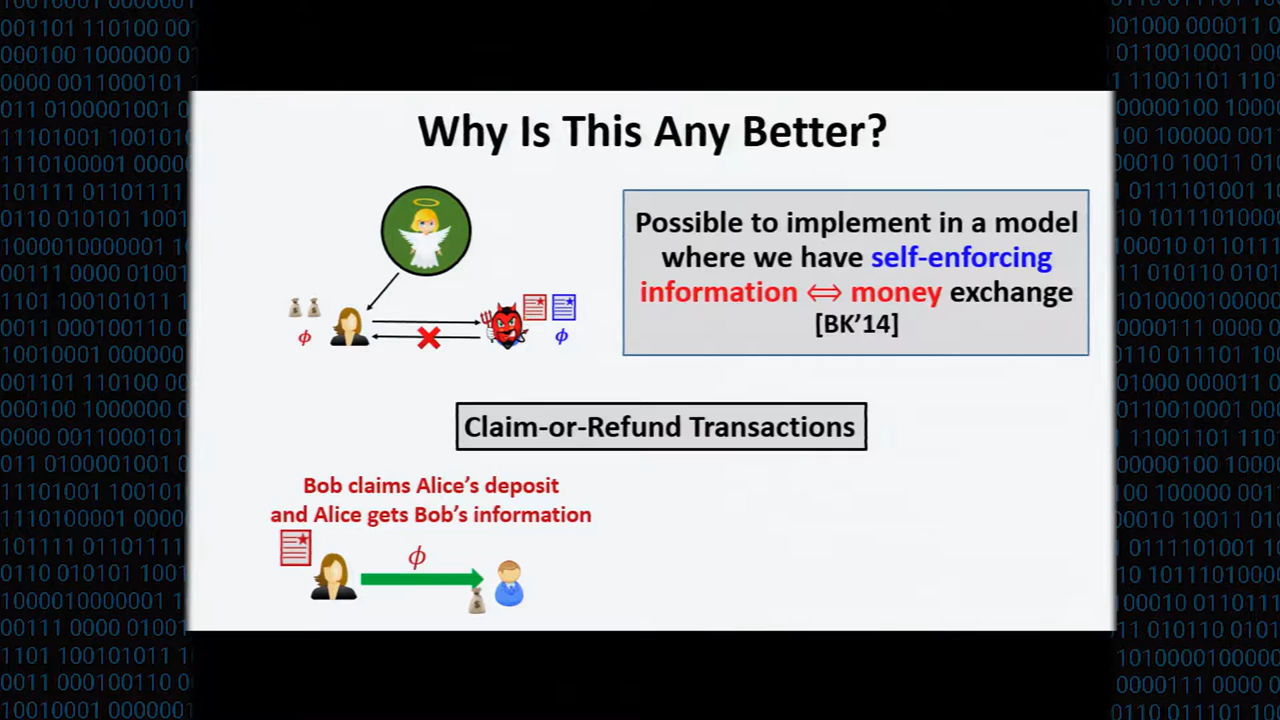 Why Is This Any Better?
Possible to implement in a model
where we have self-enforcing
information ⟺ money exchange
[BK'14]
ϕ
ϕ
Claim-or-Refund Transactions
Bob claims Alice's deposit
and Alice gets Bob's information
ϕ